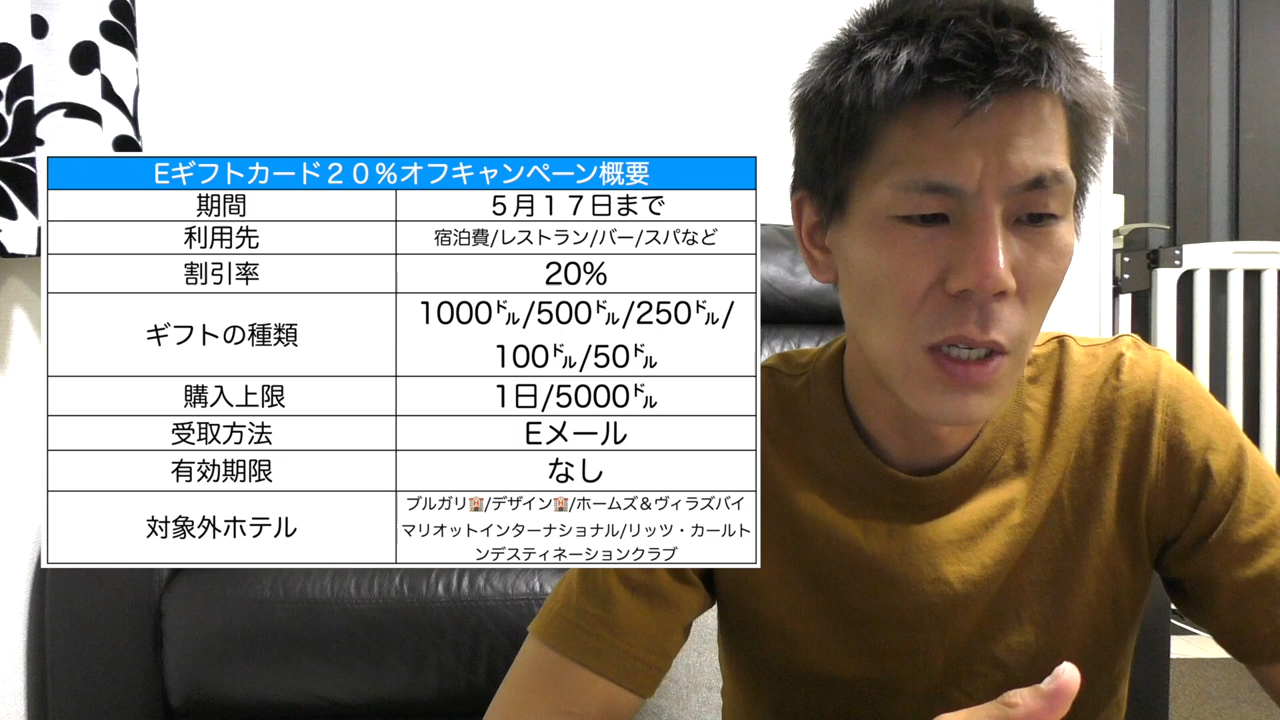 Eギフトカード２０％オフキャンペーン概要
期間 ５月１７日まで
利用先 宿泊費/レストラン/バー/スパなど
割引率 20%
ギフトの種類 1000㌦/500㌦/250㌦/
100㌦/50㌦
購入上限 1日/5000㌦
受取方法 Eメール
有効期限 なし
対象外ホテル ブルガリ🏨/デザイン🏨/ホームズ＆ヴィラズバイ
マリオットインターナショナル/リッツ・カールト
ンデスティネーションクラブ